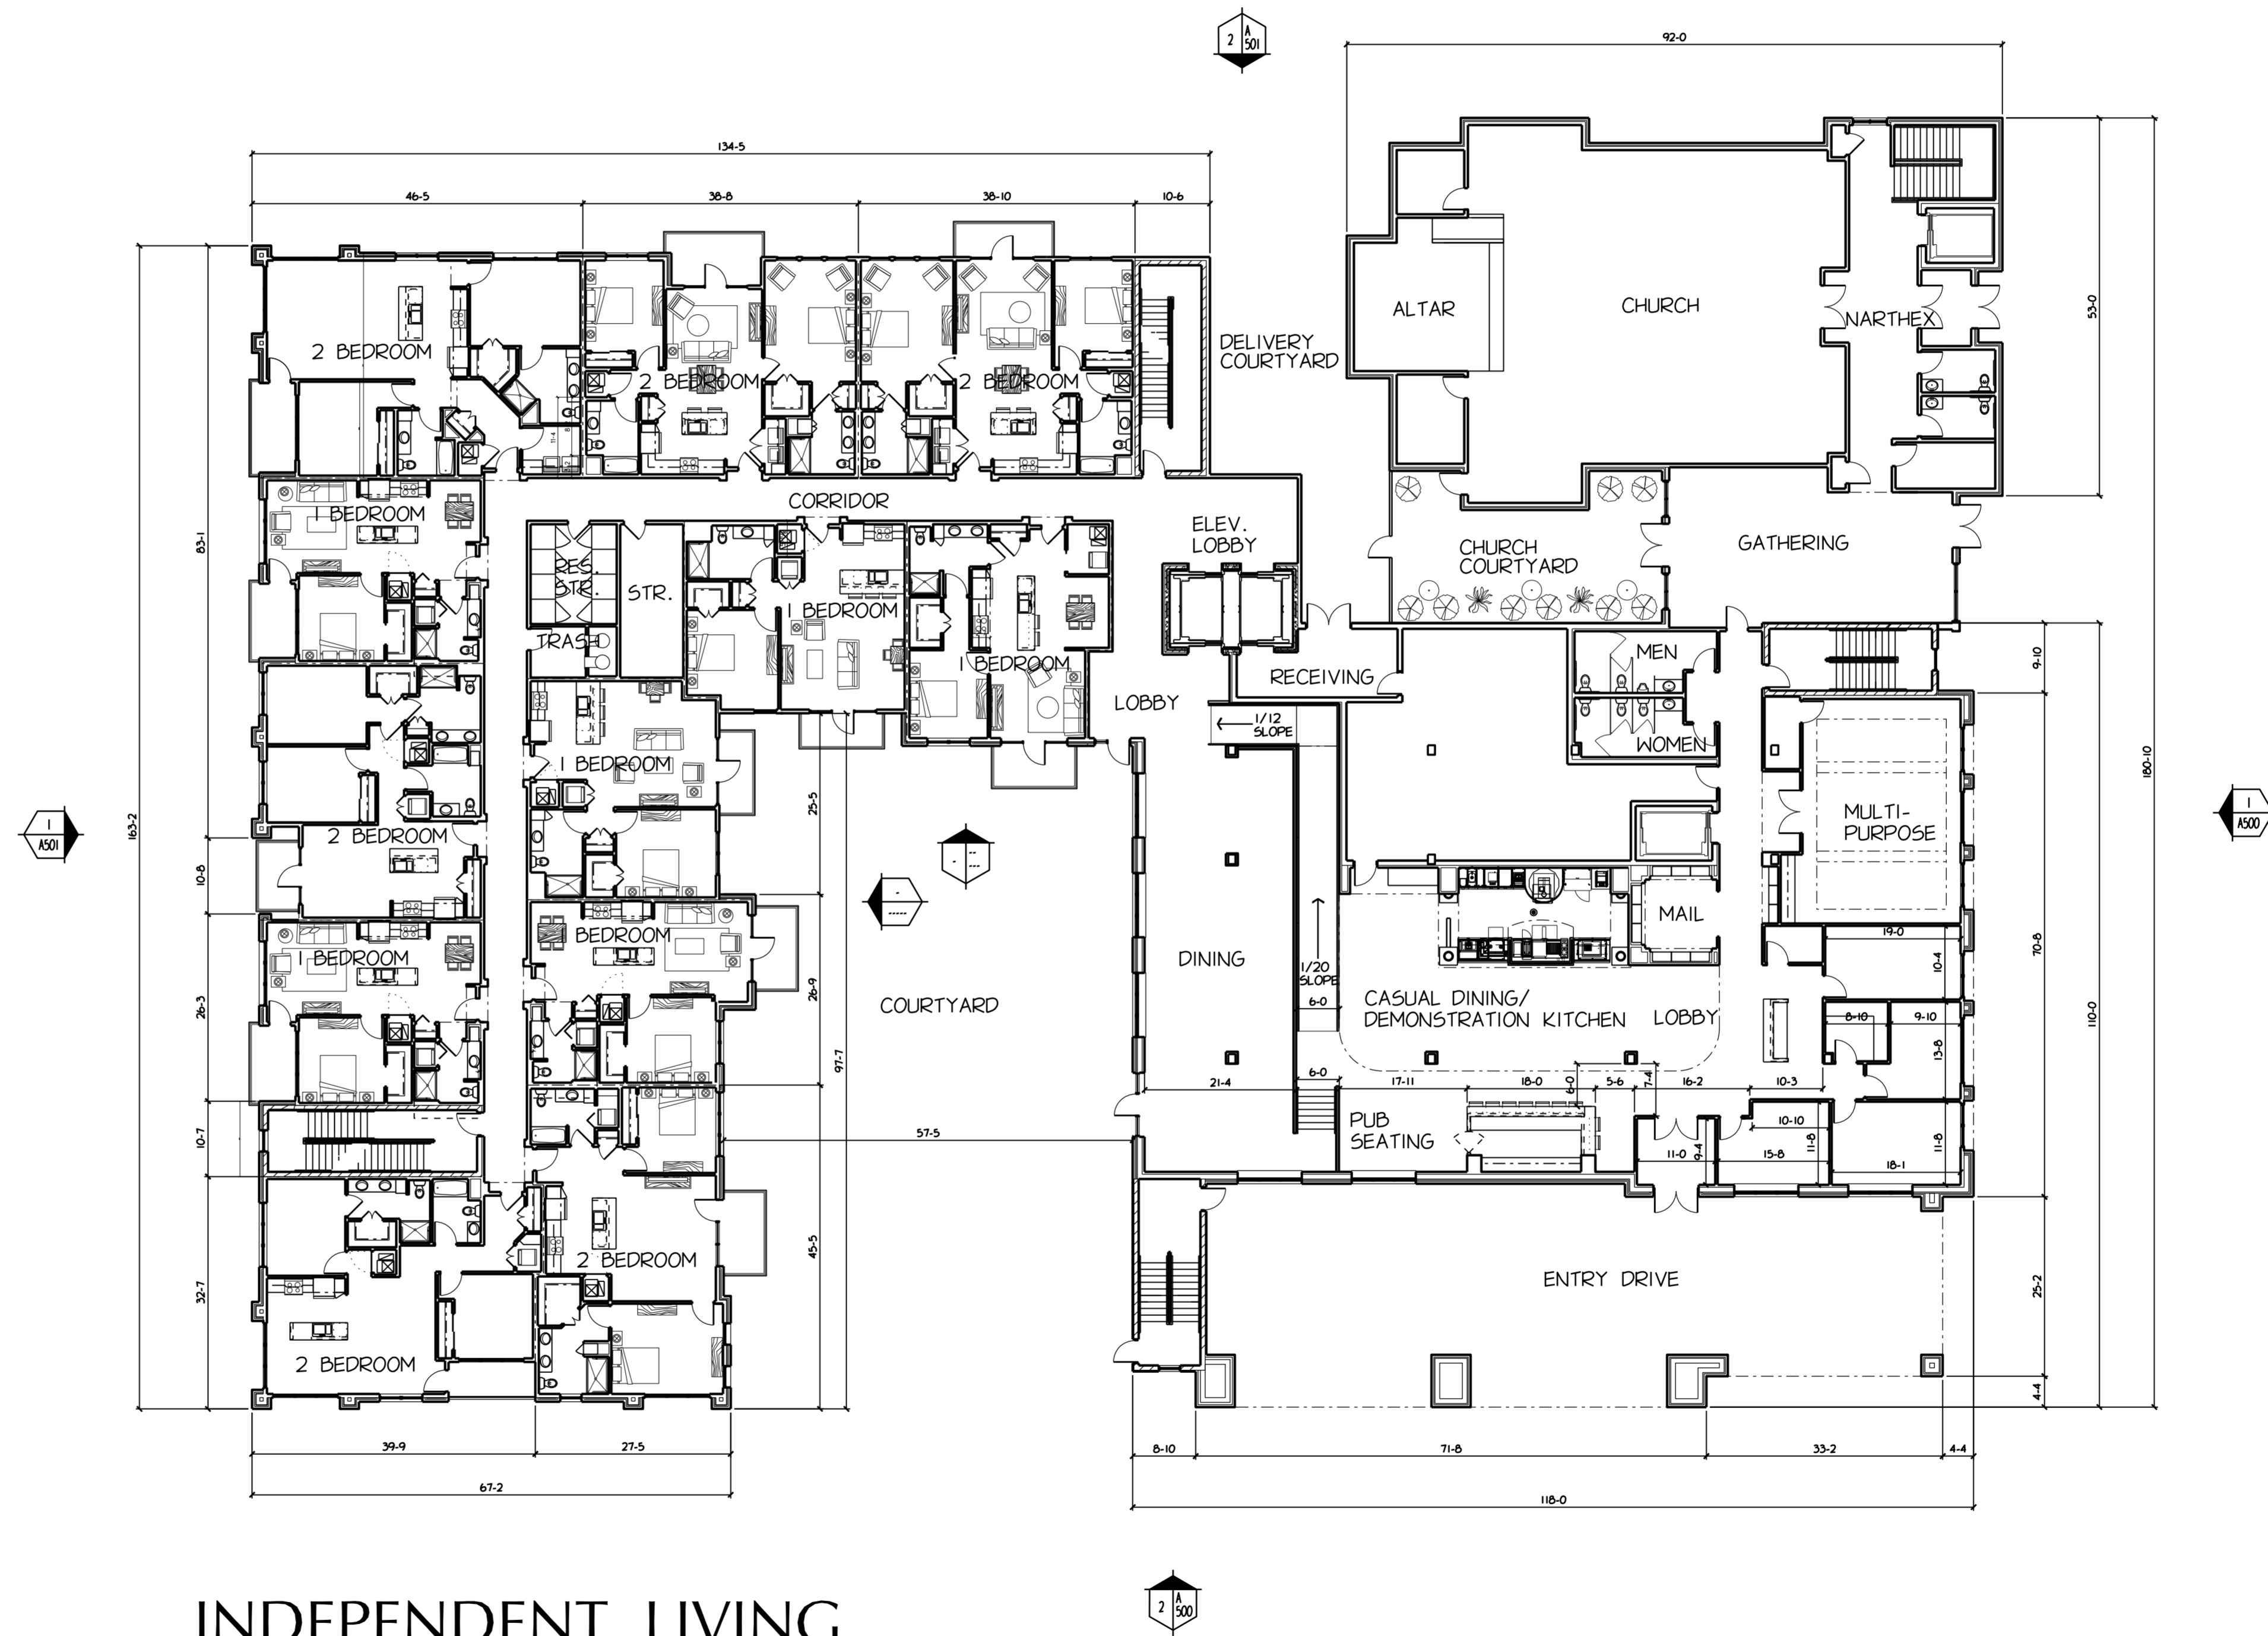 2 A 501
92-0
134-5
46-5
38-8
38-10
10-6
53-0
ALTAR
CHURCH
NARTHEX
DELIVERY
COURTYARD
2 BEDROOM
2 BEDROOM
2 BEDROOM
11-4
CORRIDOR
1 BEDROOM
83-1
ELEV.
LOBBY
CHURCH
COURTYARD
GATHERING
RES.
STR.
STR.
1 BEDROOM
TRASH
1 BEDROOM
MEN
9-10
RECEIVING
LOBBY
1/12
SLOPE
WOMEN
1 BEDROOM
180-10
25-5
163-2
1 A501
2 BEDROOM
MULTI-
PURPOSE
1 A500
10-8
MAIL
BEDROOM
19-0
1 BEDROOM
DINING
10-4
70-8
1/20
SLOPE
6-0
26-9
26-3
COURTYARD
CASUAL DINING/
DEMONSTRATION KITCHEN
LOBBY
110-0
8-10
9-10
13-8
97-7
6-0
21-4
17-11
18-0
6-0
5-6
7-4
16-2
10-3
10-7
57-5
PUB
SEATING
10-10
11-8
11-8
11-0
9-4
15-8
18-1
45-5
2 BEDROOM
32-7
ENTRY DRIVE
25-2
2 BEDROOM
4-4
39-9
27-5
8-10
71-8
33-2
4-4
67-2
118-0
2 A 500
INDEPENDENT LIVING